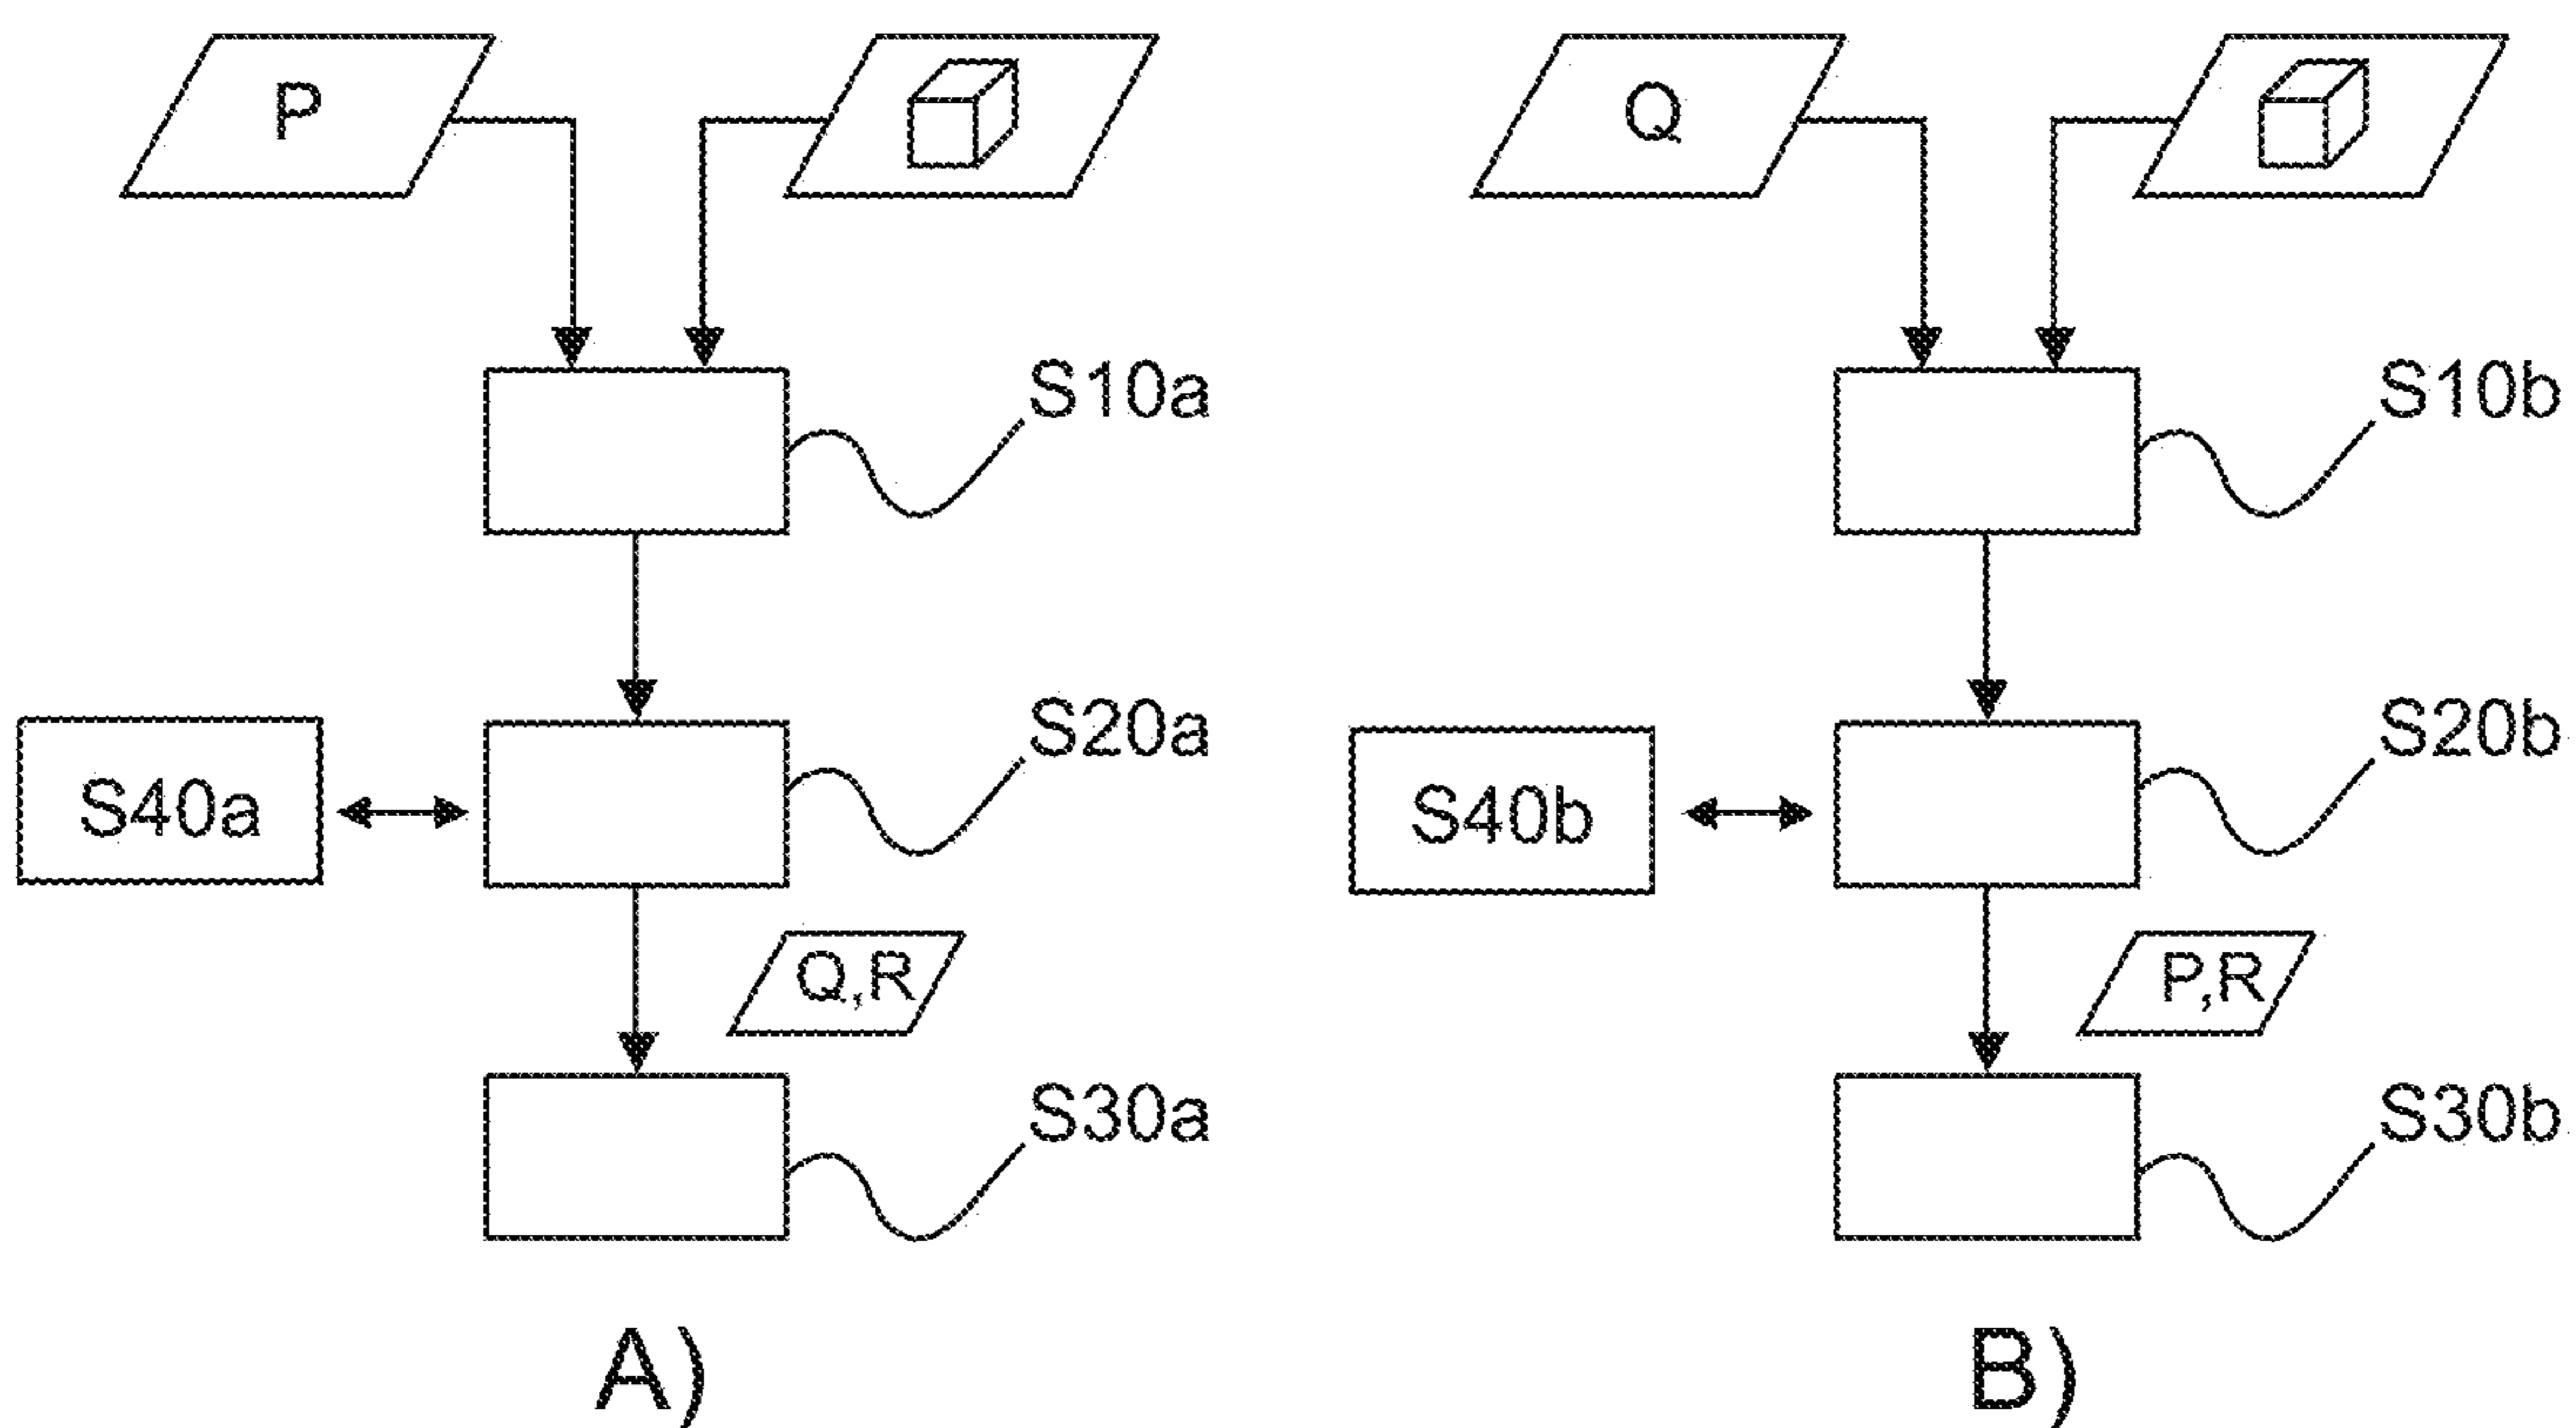 P
S10a
S20a
S40a
Q,R
S30a
A)
Q
S10b
S20b
S40b
P,R
S30b
B)